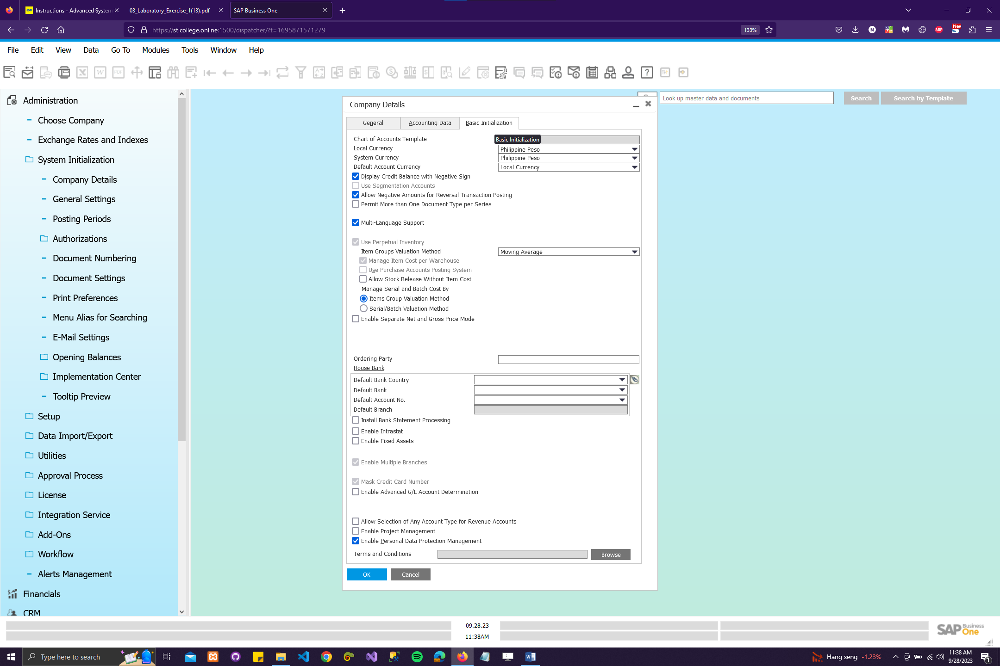 Instructions - Advanced System
03_Laboratory_Exercise_1(13).pdf
SAP Business One
https://sticollege.online:1500/dispatcher/?t=1695871571279
133%
N
ABP
New
File Edit View Data Go To Modules Tools Window Help
Administration
Choose Company
Exchange Rates and Indexes
System Initialization
Company Details
General Settings
Posting Periods
Authorizations
Document Numbering
Document Settings
Print Preferences
Menu Alias for Searching
E-Mail Settings
Opening Balances
Implementation Center
Tooltip Preview
Setup
Data Import/Export
Utilities
Approval Process
License
Integration Service
Add-Ons
Workflow
Alerts Management
Financials
CRM
Look up master data and documents
Search
Search by Template
Company Details
General
Accounting Data
Basic Initialization
Chart of Accounts Template
Basic Initialization
Local Currency Philippine Peso
System Currency Philippine Peso
Default Account Currency Local Currency
Display Credit Balance with Negative Sign
Use Segmentation Accounts
Allow Negative Amounts for Reversal Transaction Posting
Permit More than One Document Type per Series
Multi-Language Support
Use Perpetual Inventory
Item Groups Valuation Method Moving Average
Manage Item Cost per Warehouse
Use Purchase Accounts Posting System
Allow Stock Release Without Item Cost
Manage Serial and Batch Cost By
Items Group Valuation Method
Serial/Batch Valuation Method
Enable Separate Net and Gross Price Mode
Ordering Party
House Bank
Default Bank Country
Default Bank
Default Account No.
Default Branch
Install Bank Statement Processing
Enable Intrastat
Enable Fixed Assets
Enable Multiple Branches
Mask Credit Card Number
Enable Advanced G/L Account Determination
Allow Selection of Any Account Type for Revenue Accounts
Enable Project Management
Enable Personal Data Protection Management
Terms and Conditions
Browse
OK
Cancel
09.28.23
11:38AM
SAP Business One
Type here to search
Hang seng -1.23%
11:38 AM
9/28/2023
1